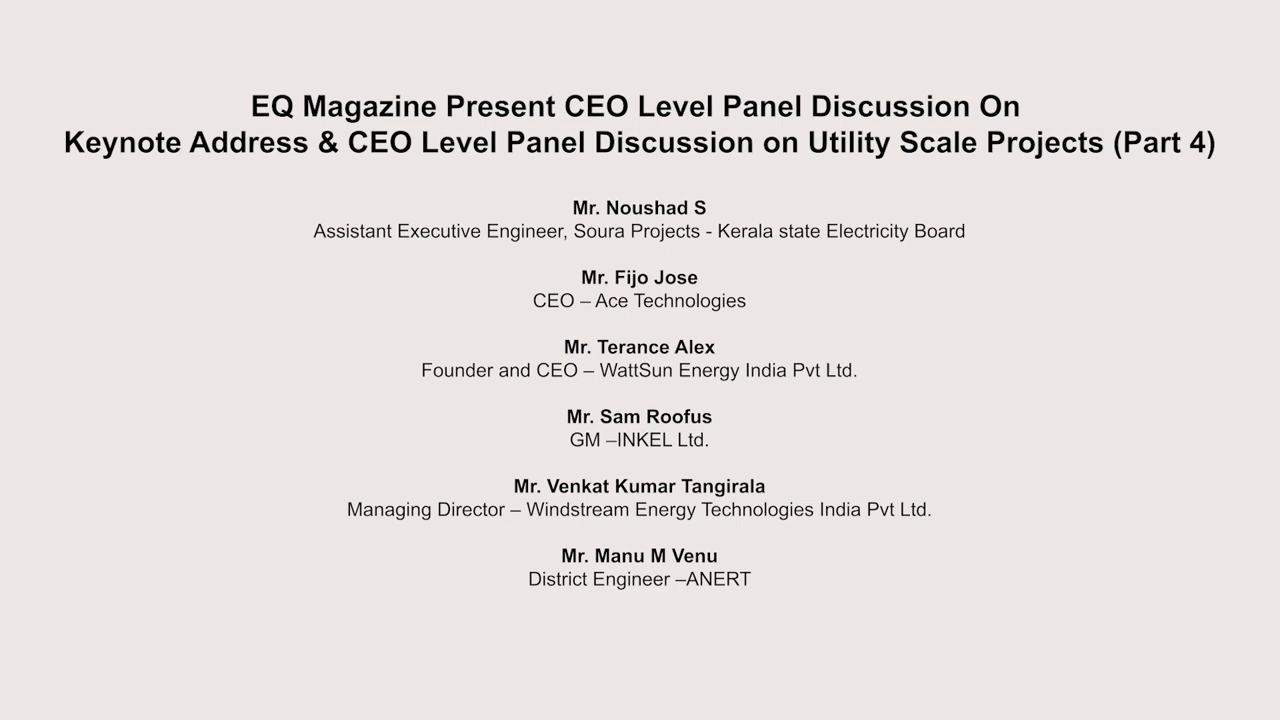 EQ Magazine Present CEO Level Panel Discussion On
Keynote Address & CEO Level Panel Discussion on Utility Scale Projects (Part 4)
Mr. Noushad S
Assistant Executive Engineer, Soura Projects - Kerala state Electricity Board
Mr. Fijo Jose
CEO – Ace Technologies
Mr. Terance Alex
Founder and CEO – WattSun Energy India Pvt Ltd.
Mr. Sam Roofus
GM –INKEL Ltd.
Mr. Venkat Kumar Tangirala
Managing Director – Windstream Energy Technologies India Pvt Ltd.
Mr. Manu M Venu
District Engineer –ANERT